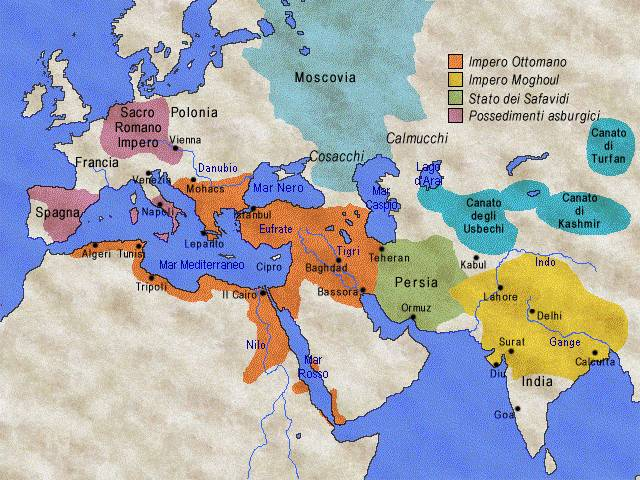 Moscovia
Impero Ottomano
Impero Moghoul
Stato dei Safavidi
Possedimenti asburgici
Sacro
Romano
Impero
Polonia
Vienna
Francia
Calmucchi
Cosacchi
Canato
di
Turfan
Venezia
Danubio
Mohacs
Mar Nero
Mar
Caspio
Lago
d'Aral
Canato
degli
Usbechi
Canato
di
Kashmir
Spagna
Napoli
Istanbul
Eufrate
Lepanto
Algeri
Tunisi
Mar Mediterraneo
Cipro
Tigri
Baghdad
Teheran
Kabul
Indo
Tripoli
Il Cairo
Bassora
Persia
Ormuz
Lahore
Delhi
Nilo
Mar
Rosso
Surat
Gange
Calcutta
Diu
India
Goa